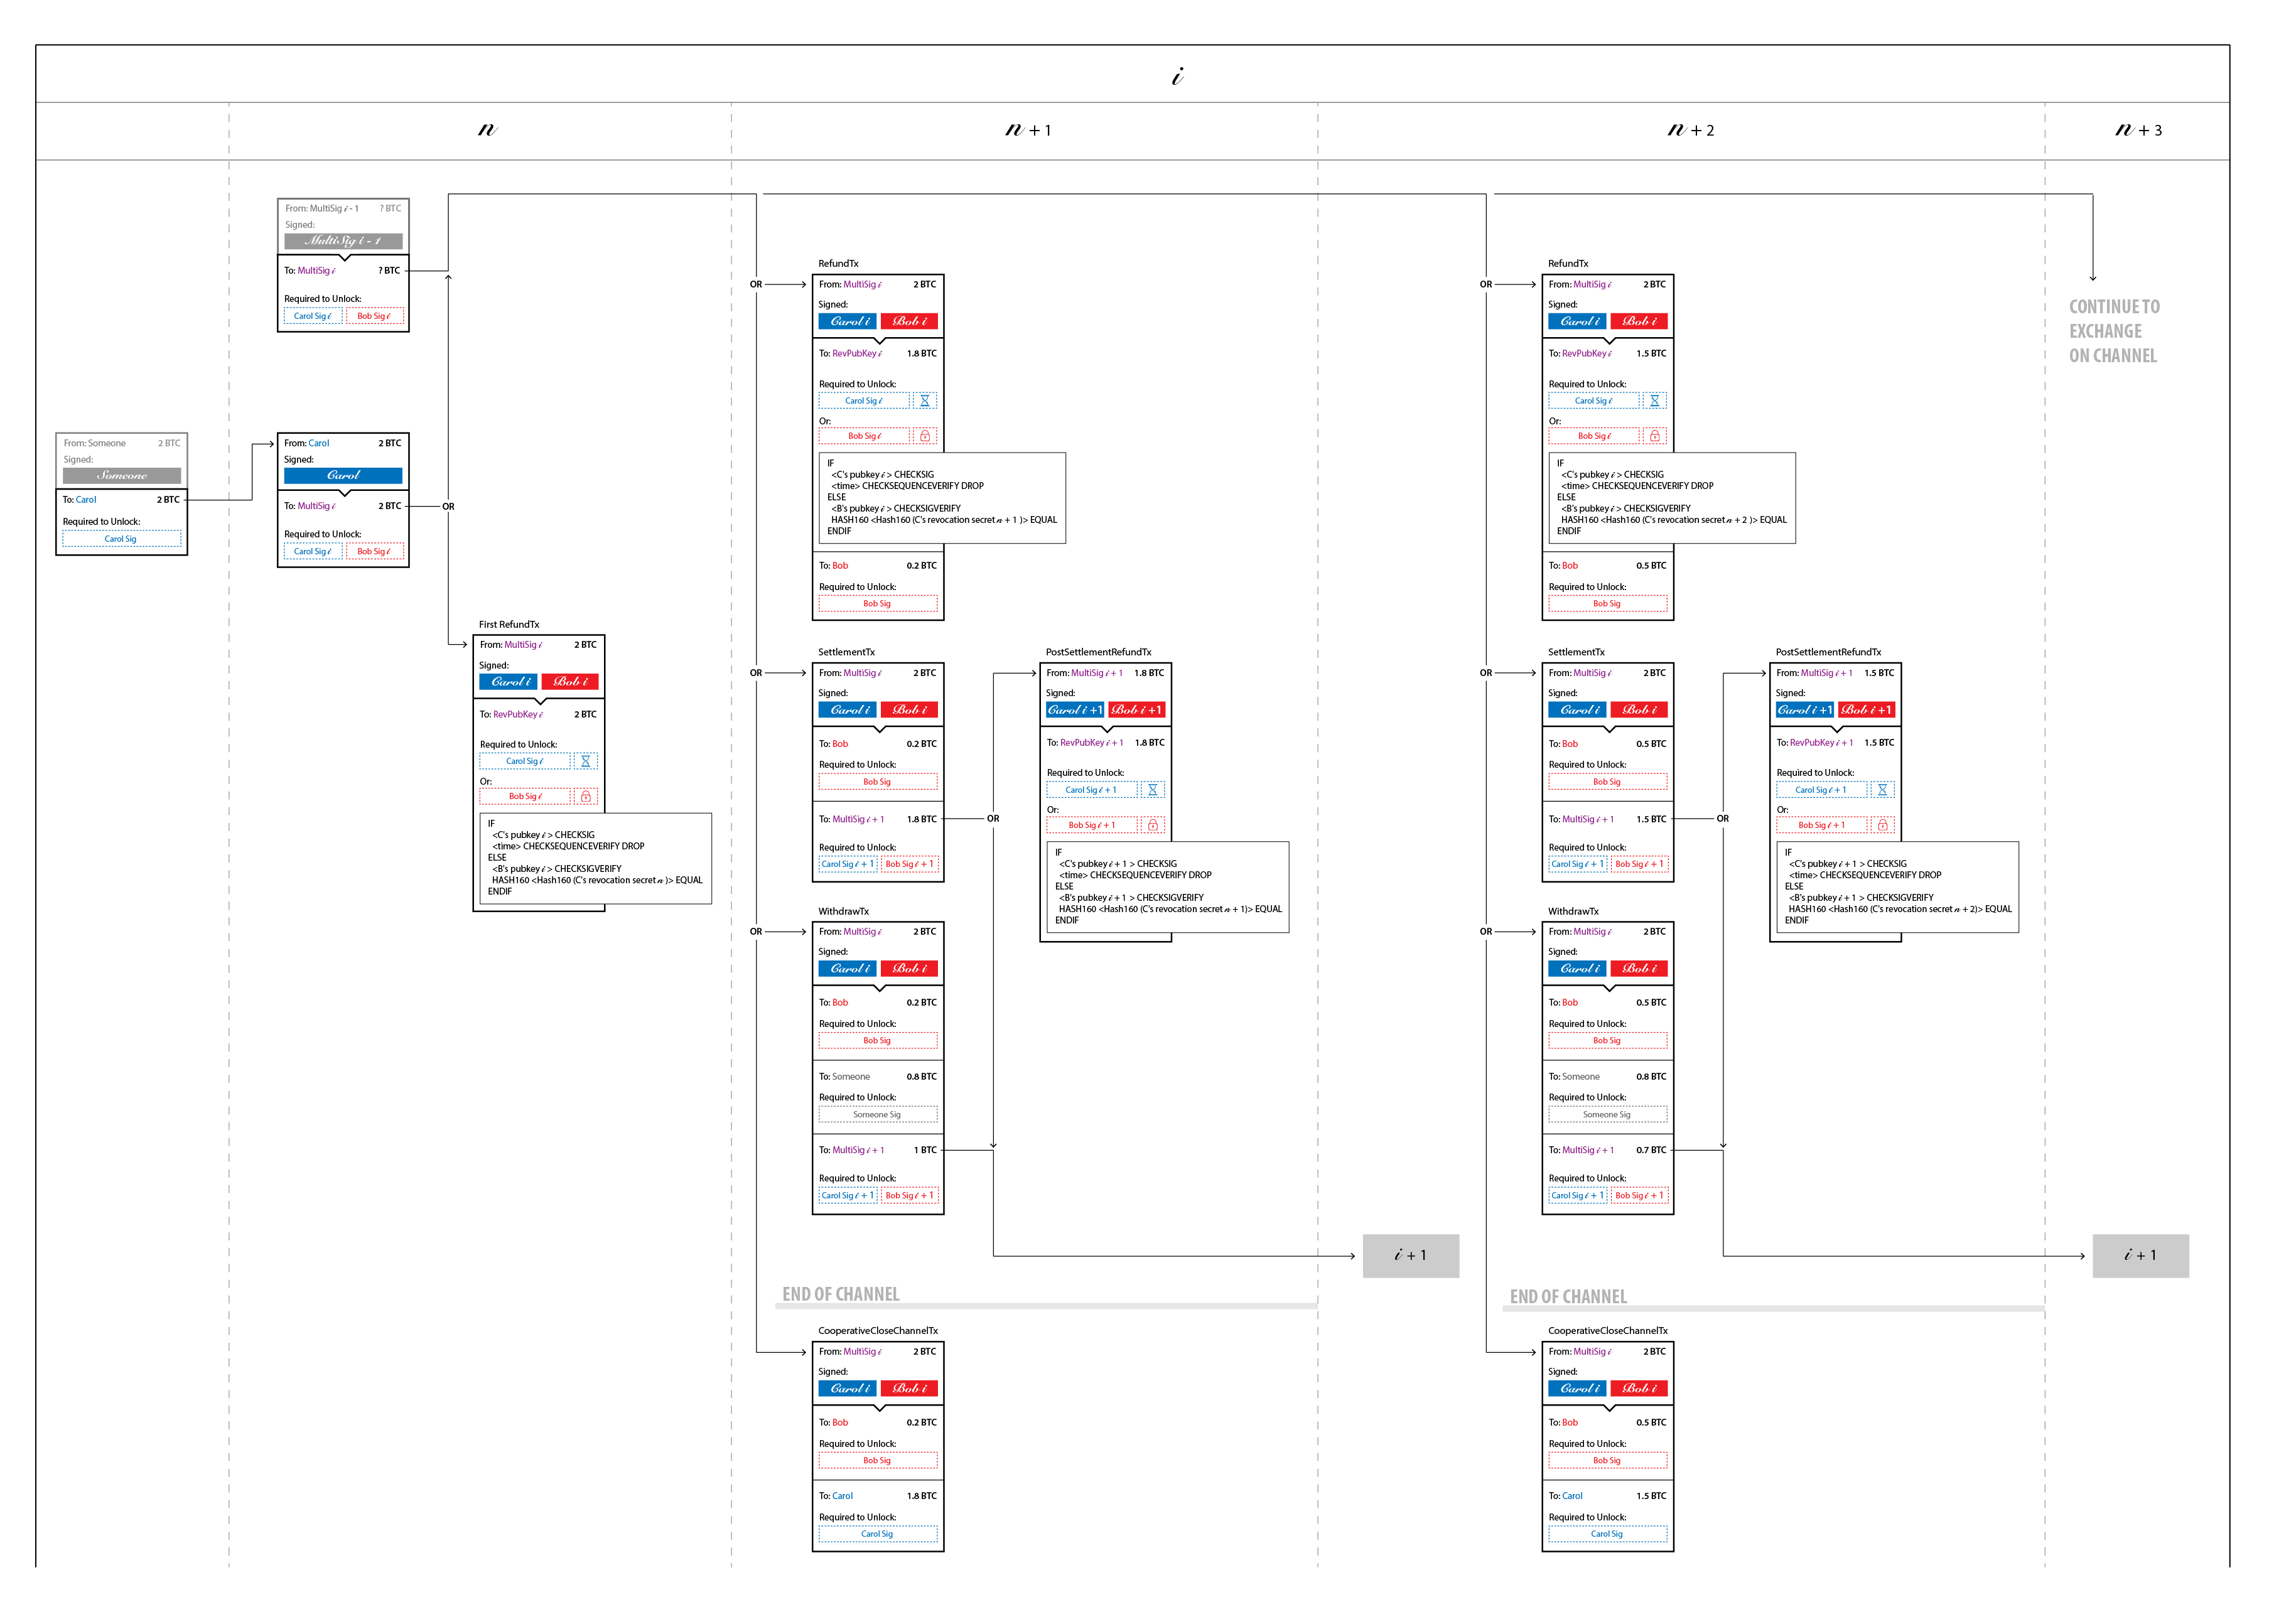 i
n
n + 1
n + 2
n + 3
From: MultiSig i - 1 ? BTC
Signed:
MultiSig i - 1
To: MultiSig i ? BTC
Required to Unlock:
Carol Sig i Bob Sig i
From: Someone 2 BTC
Signed:
Someone
To: Carol 2 BTC
Required to Unlock:
Carol Sig
From: Carol 2 BTC
Signed:
Carol
To: MultiSig i 2 BTC
Required to Unlock:
Carol Sig i Bob Sig i
OR
First RefundTx
From: MultiSig i 2 BTC
Signed:
Carol i Bob i
To: RevPubKey i 2 BTC
Required to Unlock:
Carol Sig i
Or:
Bob Sig i
IF
<C's pubkey i > CHECKSIG
<time> CHECKSEQUENCEVERIFY DROP
ELSE
<B's pubkey i > CHECKSIGVERIFY
HASH160 <Hash160 (C's revocation secret n )> EQUAL
ENDIF
OR
RefundTx
From: MultiSig i 2 BTC
Signed:
Carol i Bob i
To: RevPubKey i 1.8 BTC
Required to Unlock:
Carol Sig i
Or:
Bob Sig i
IF
<C's pubkey i > CHECKSIG
<time> CHECKSEQUENCEVERIFY DROP
ELSE
<B's pubkey i > CHECKSIGVERIFY
HASH160 <Hash160 (C's revocation secret n + 1 )> EQUAL
ENDIF
To: Bob 0.2 BTC
Required to Unlock:
Bob Sig
OR
SettlementTx
From: MultiSig i 2 BTC
Signed:
Carol i Bob i
To: Bob 0.2 BTC
Required to Unlock:
Bob Sig
To: MultiSig i + 1 1.8 BTC
Required to Unlock:
Carol Sig i + 1 Bob Sig i + 1
OR
PostSettlementRefundTx
From: MultiSig i + 1 1.8 BTC
Signed:
Carol i +1 Bob i +1
To: RevPubKey i + 1 1.8 BTC
Required to Unlock:
Carol Sig i + 1
Or:
Bob Sig i + 1
IF
<C's pubkey i + 1 > CHECKSIG
<time> CHECKSEQUENCEVERIFY DROP
ELSE
<B's pubkey i + 1 > CHECKSIGVERIFY
HASH160 <Hash160 (C's revocation secret n + 1)> EQUAL
ENDIF
OR
WithdrawTx
From: MultiSig i 2 BTC
Signed:
Carol i Bob i
To: Bob 0.2 BTC
Required to Unlock:
Bob Sig
To: Someone 0.8 BTC
Required to Unlock:
Someone Sig
To: MultiSig i + 1 1 BTC
Required to Unlock:
Carol Sig i + 1 Bob Sig i + 1
i + 1
END OF CHANNEL
CooperativeCloseChannelTx
From: MultiSig i 2 BTC
Signed:
Carol i Bob i
To: Bob 0.2 BTC
Required to Unlock:
Bob Sig
To: Carol 1.8 BTC
Required to Unlock:
Carol Sig
OR
RefundTx
From: MultiSig i 2 BTC
Signed:
Carol i Bob i
To: RevPubKey i 1.5 BTC
Required to Unlock:
Carol Sig i
Or:
Bob Sig i
IF
<C's pubkey i > CHECKSIG
<time> CHECKSEQUENCEVERIFY DROP
ELSE
<B's pubkey i > CHECKSIGVERIFY
HASH160 <Hash160 (C's revocation secret n + 2 )> EQUAL
ENDIF
To: Bob 0.5 BTC
Required to Unlock:
Bob Sig
OR
SettlementTx
From: MultiSig i 2 BTC
Signed:
Carol i Bob i
To: Bob 0.5 BTC
Required to Unlock:
Bob Sig
To: MultiSig i + 1 1.5 BTC
Required to Unlock:
Carol Sig i + 1 Bob Sig i + 1
OR
PostSettlementRefundTx
From: MultiSig i + 1 1.5 BTC
Signed:
Carol i +1 Bob i +1
To: RevPubKey i + 1 1.5 BTC
Required to Unlock:
Carol Sig i + 1
Or:
Bob Sig i + 1
IF
<C's pubkey i + 1 > CHECKSIG
<time> CHECKSEQUENCEVERIFY DROP
ELSE
<B's pubkey i + 1 > CHECKSIGVERIFY
HASH160 <Hash160 (C's revocation secret n + 2)> EQUAL
ENDIF
OR
WithdrawTx
From: MultiSig i 2 BTC
Signed:
Carol i Bob i
To: Bob 0.5 BTC
Required to Unlock:
Bob Sig
To: Someone 0.8 BTC
Required to Unlock:
Someone Sig
To: MultiSig i + 1 0.7 BTC
Required to Unlock:
Carol Sig i + 1 Bob Sig i + 1
i + 1
END OF CHANNEL
CooperativeCloseChannelTx
From: MultiSig i 2 BTC
Signed:
Carol i Bob i
To: Bob 0.5 BTC
Required to Unlock:
Bob Sig
To: Carol 1.5 BTC
Required to Unlock:
Carol Sig
CONTINUE TO
EXCHANGE
ON CHANNEL